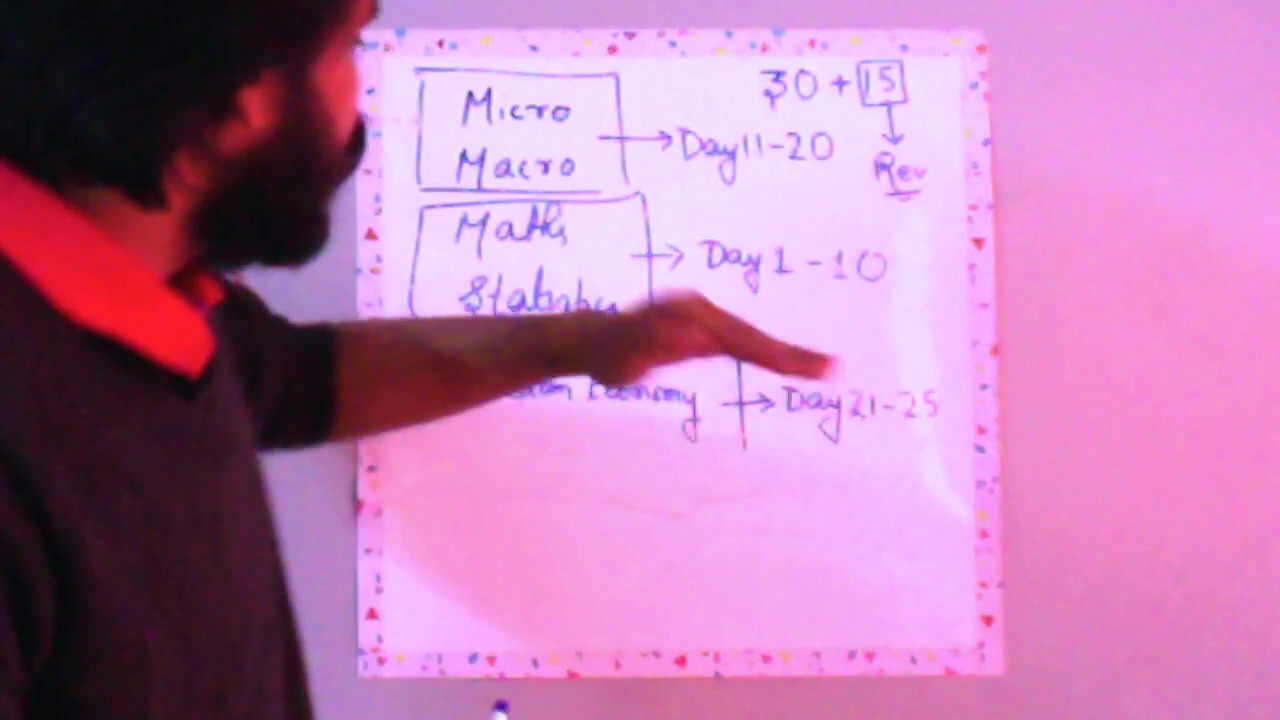 Micro
Macro
→ Day 11-20
30 + 15
Rev
Maths
Statistics
→ Day 1 - 10
Economy → Day 21-25